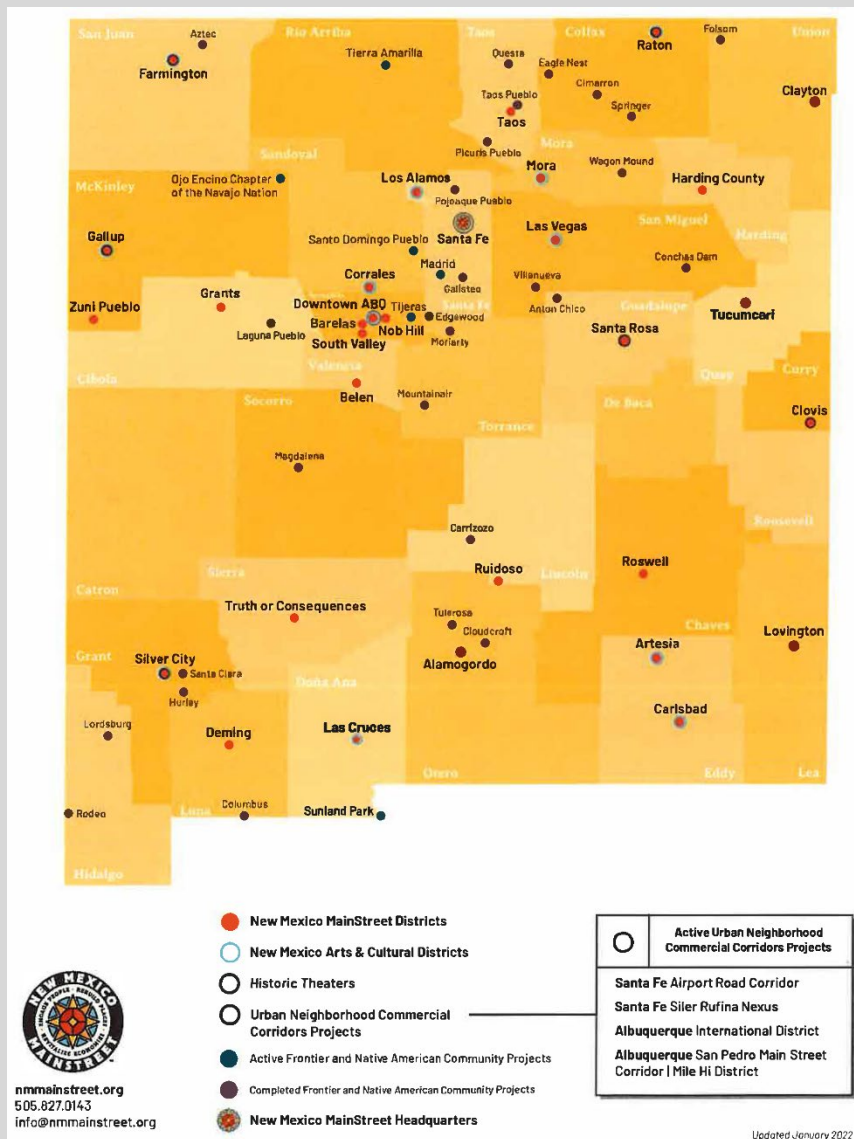 San Juan
Aztec
Farmington
Rio Arriba
Tierra Amarilla
Taos
Questa
Taos Pueblo
Taos
Picuris Pueblo
Colfax
Raton
Eagle Nest
Cimarron
Springer
Folsom
Union
Clayton
McKinley
Sandoval
Ojo Encino Chapter
of the Navajo Nation
Los Alamos
Pojoaque Pueblo
Mora
Mora
Wagon Mound
Harding County
Harding
Gallup
Santo Domingo Pueblo
Santa Fe
Madrid
Galisteo
Santa Fe
Las Vegas
San Miguel
Conchas Dam
Villanueva
Anton Chico
Zuni Pueblo
Grants
Laguna Pueblo
Cibola
Corrales
Downtown ABQ
Barelas
South Valley
Nob Hill
Tijeras
Edgewood
Moriarty
Valencia
Belen
Guadalupe
Santa Rosa
Tucumcari
Quay
Curry
Clovis
Socorro
Mountainair
Torrance
De Baca
Magdalena
Carrizozo
Roosevelt
Catron
Sierra
Ruidoso
Lincoln
Roswell
Chaves
Truth or Consequences
Tularosa
Cloudcroft
Alamogordo
Artesia
Lovington
Grant
Silver City
Santa Clara
Hurley
Doña Ana
Lordsburg
Deming
Las Cruces
Carlsbad
Otero
Eddy
Lea
Rodeo
Luna
Columbus
Sunland Park
Hidalgo
New Mexico MainStreet Districts
New Mexico Arts & Cultural Districts
Historic Theaters
Urban Neighborhood Commercial
Corridors Projects
Active Frontier and Native American Community Projects
Completed Frontier and Native American Community Projects
New Mexico MainStreet Headquarters
Active Urban Neighborhood
Commercial Corridors Projects
Santa Fe Airport Road Corridor
Santa Fe Siler Rufina Nexus
Albuquerque International District
Albuquerque San Pedro Main Street
Corridor | Mile Hi District
NEW MEXICO
MAINSTREET
ENGAGE PEOPLE • REBUILD PLACES •
REVITALIZE ECONOMIES
nmmainstreet.org
505.827.0143
info@nmmainstreet.org
Updated January 2022